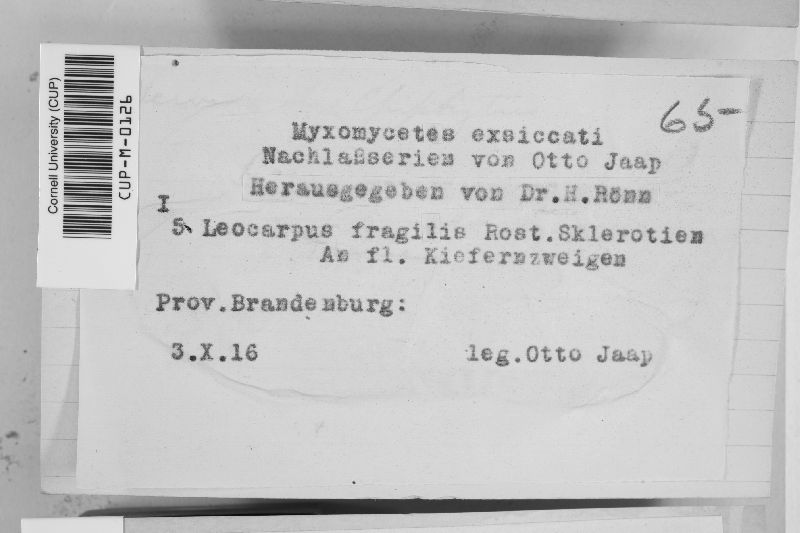 Cornell University (CUP)
CUP-M-0126
65-
Myxomycetes exsiccati
Nachlaßserien von Otto Jaap
Herausgegeben von Dr.H.Rönn
I
5. Leocarpus fragilis Rost.Sklerotien
An fl. Kiefernzweigen
Prov.Brandenburg:
3.X.16 leg.Otto Jaap